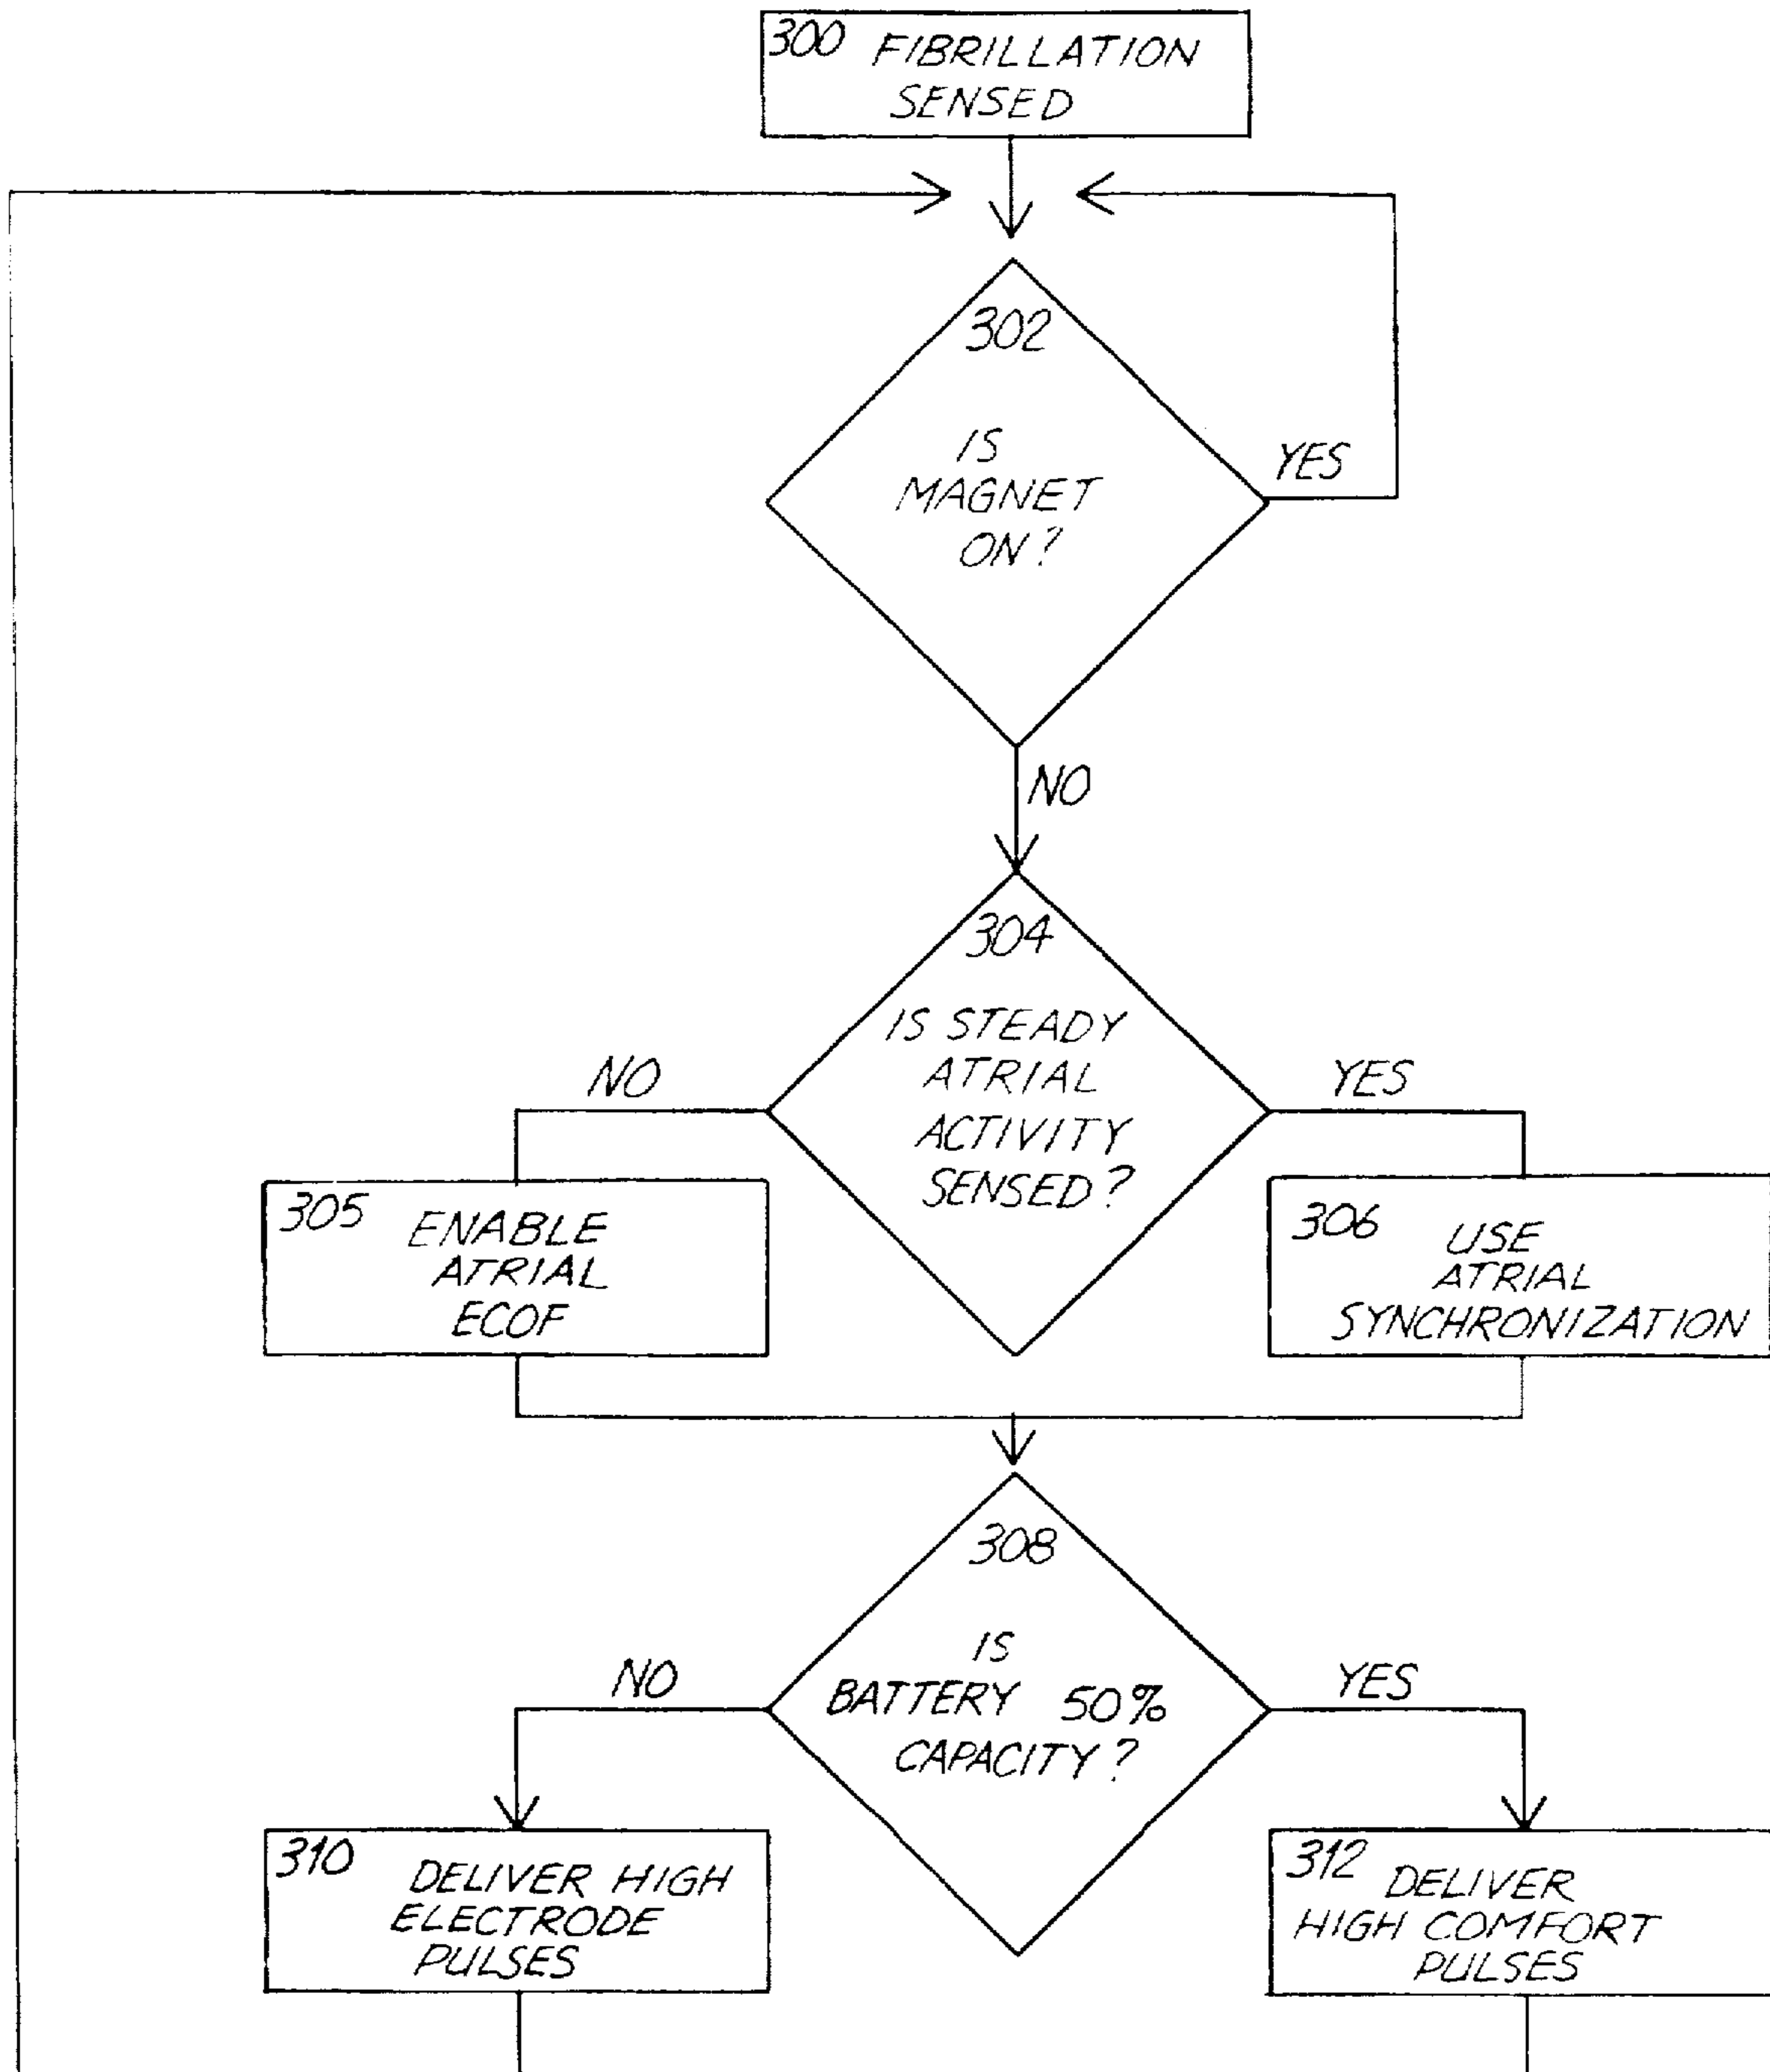 300 FIBRILLATION
SENSED
302
IS
MAGNET
ON?
YES
NO
304
IS STEADY
ATRIAL
ACTIVITY
SENSED?
NO
YES
305 ENABLE
ATRIAL
ECOF
306 USE
ATRIAL
SYNCHRONIZATION
308
IS
BATTERY 50%
CAPACITY?
NO
YES
310 DELIVER HIGH
ELECTRODE
PULSES
312 DELIVER
HIGH COMFORT
PULSES